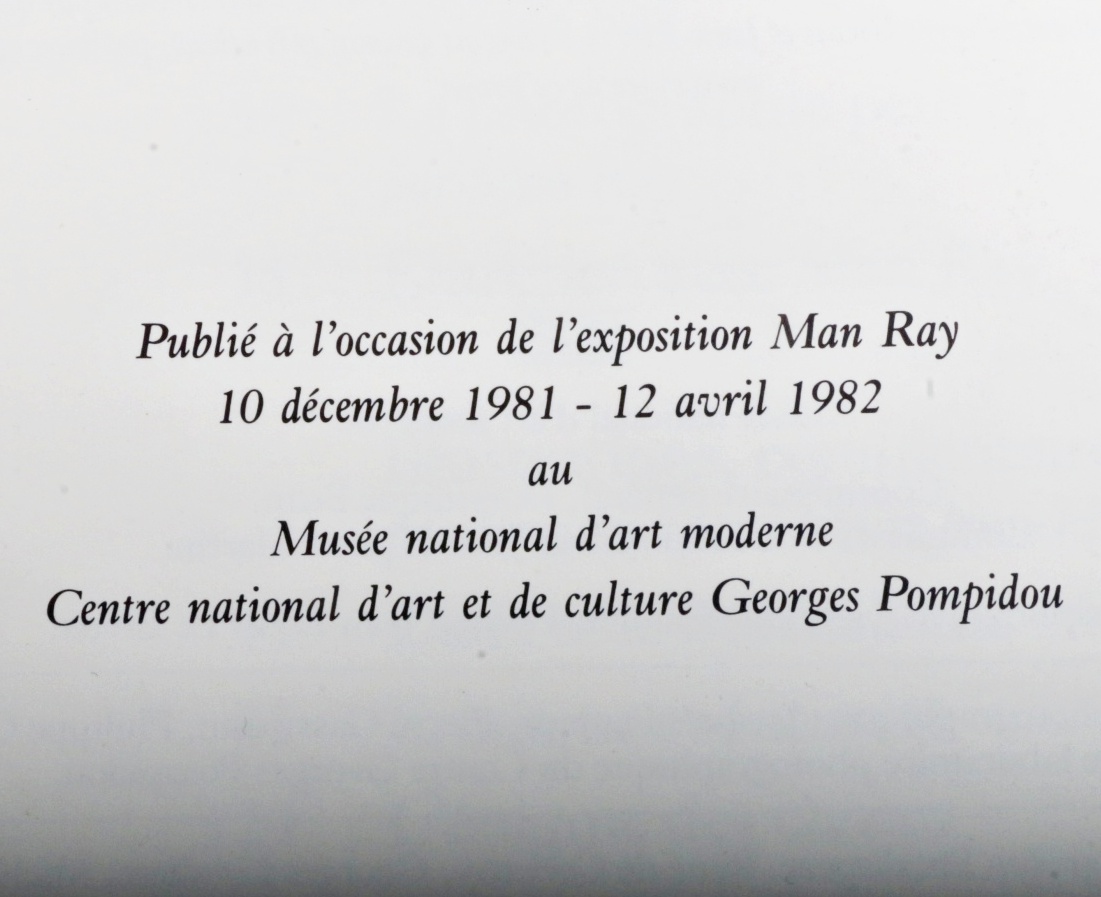 Publié à l'occasion de l'exposition Man Ray
10 décembre 1981 - 12 avril 1982
au
Musée national d'art moderne
Centre national d'art et de culture Georges Pompidou